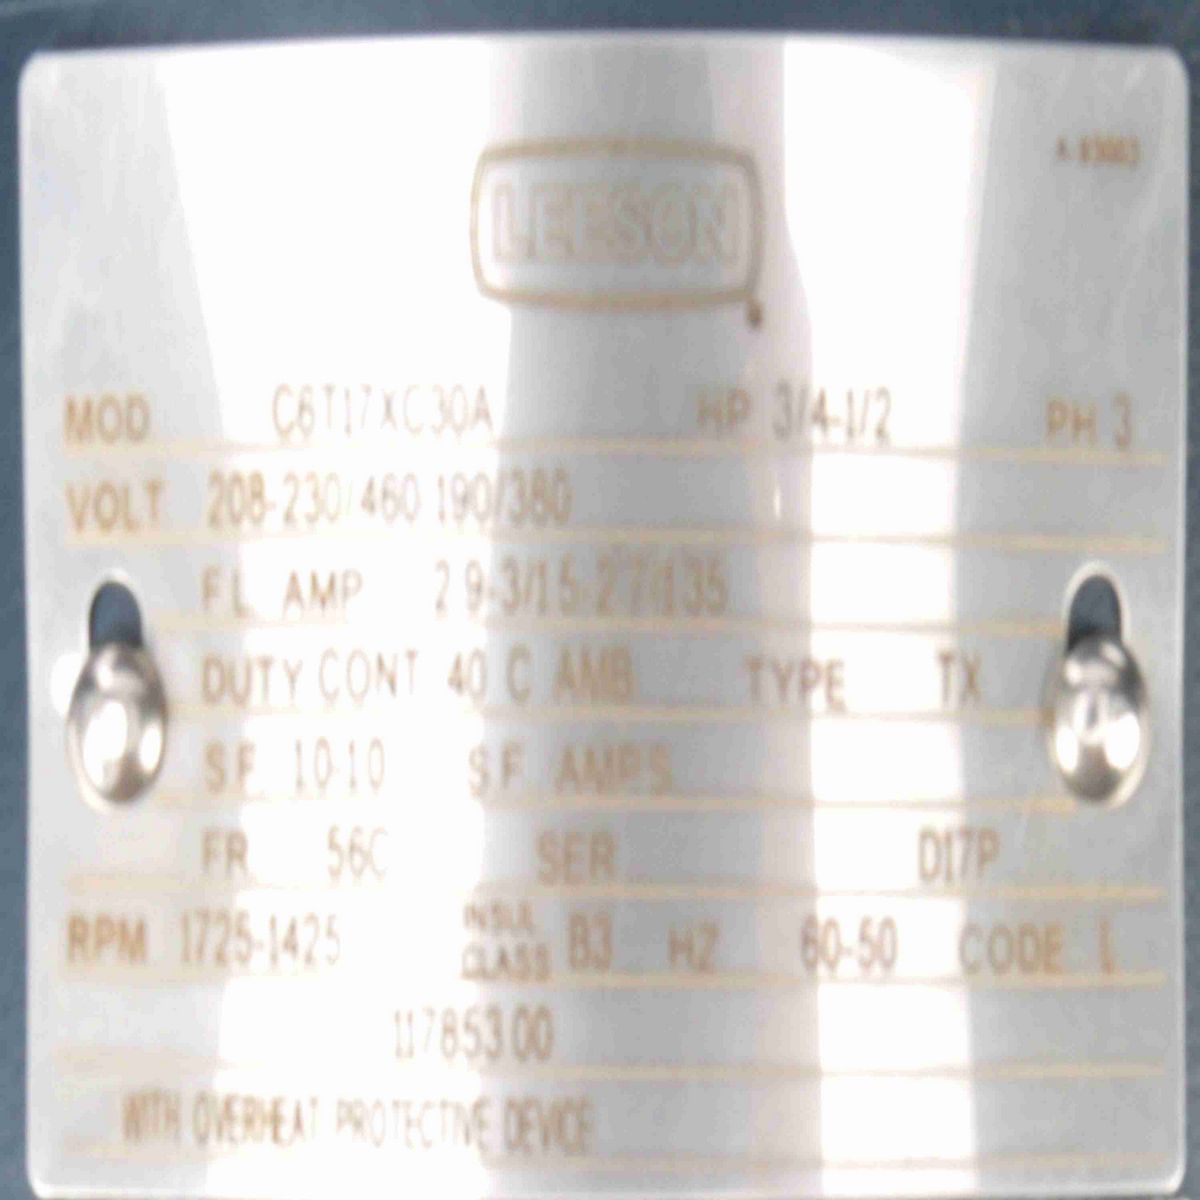 LEESON
MOD C6T17XC30A HP 3/4-1/2 PH 3
VOLT 208-230/460 190/380
F L AMP 2 9-3/1 5-2 7/1 35
DUTY CONT 40 C AMB TYPE TX
S F 1 0-1 0 S F AMPS
FR 56C SER D17P
RPM 1725-1425 INSUL CLASS B3 HZ 60-50 CODE L
117853 00
WITH OVERHEAT PROTECTIVE DEVICE